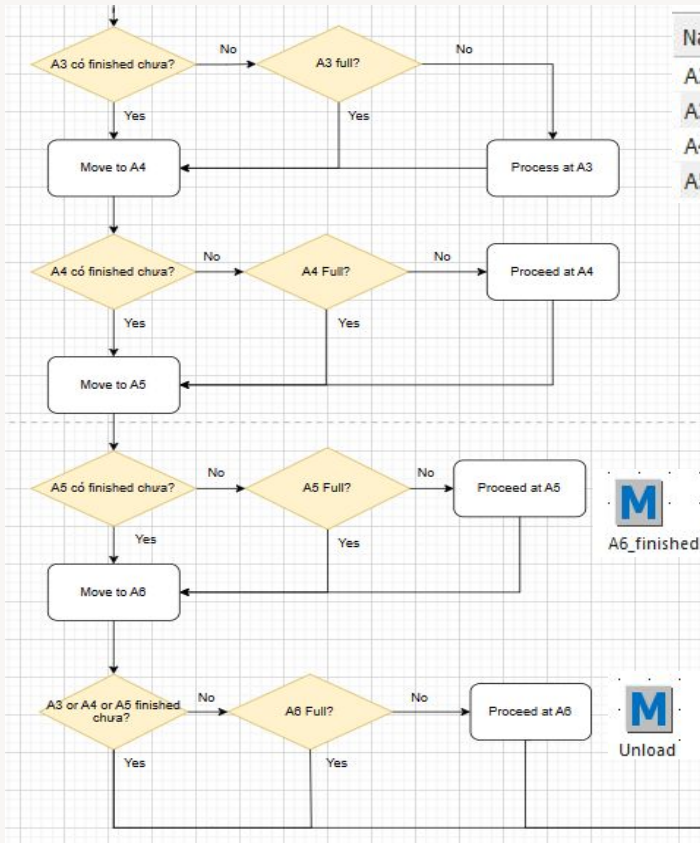 No
No
Na
A3 có finished chưa?
A3 full?
Yes
Yes
Move to A4
Process at A3
A4
No
No
A4 có finished chưa?
A4 Full?
Proceed at A4
Yes
Yes
Move to A5
No
No
A5 có finished chưa?
A5 Full?
Proceed at A5
M
A6_finished
Yes
Yes
Move to A6
No
No
A3 or A4 or A5 finished
chưa?
A6 Full?
Proceed at A6
M
Unload
Yes
Yes